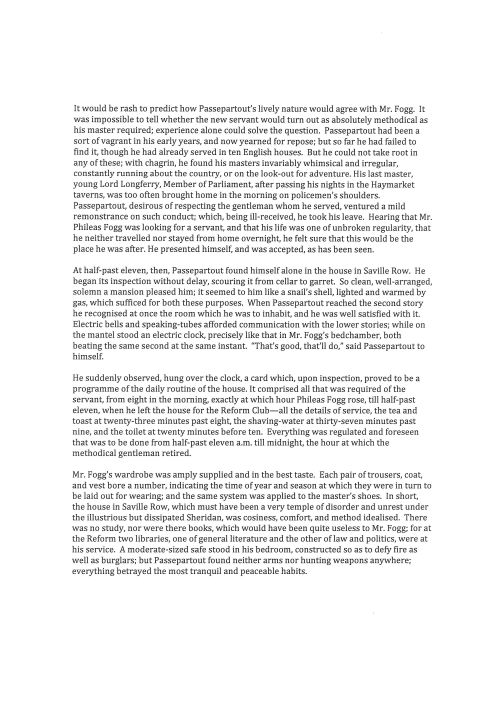 It would be rash to predict how Passepartout's lively nature would agree with Mr. Fogg.  It
was impossible to tell whether the new servant would turn out as absolutely methodical as
his master required; experience alone could solve the question.  Passepartout had been a
sort of vagrant in his early years, and now yearned for repose; but so far he had failed to
find it, though he had already served in ten English houses.  But he could not take root in
any of these; with chagrin, he found his masters invariably whimsical and irregular,
constantly running about the country, or on the look-out for adventure. His last master,
young Lord Longferry, Member of Parliament, after passing his nights in the Haymarket
taverns, was too often brought home in the morning on policemen's shoulders.
Passepartout, desirous of respecting the gentleman whom he served, ventured a mild
remonstrance on such conduct; which, being ill-received, he took his leave.  Hearing that Mr.
Phileas Fogg was looking for a servant, and that his life was one of unbroken regularity, that
he neither travelled nor stayed from home overnight, he felt sure that this would be the
place he was after. He presented himself, and was accepted, as has been seen.

At half-past eleven, then, Passepartout found himself alone in the house in Saville Row.  He
began its inspection without delay, scouring it from cellar to garret.  So clean, well-arranged,
solemn a mansion pleased him; it seemed to him like a snail's shell, lighted and warmed by
gas, which sufficed for both these purposes.  When Passepartout reached the second story
he recognised at once the room which he was to inhabit, and he was well satisfied with it.
Electric bells and speaking-tubes afforded communication with the lower stories; while on
the mantel stood an electric clock, precisely like that in Mr. Fogg's bedchamber, both
beating the same second at the same instant.  "That's good, that'll do," said Passepartout to
himself.

He suddenly observed, hung over the clock, a card which, upon inspection, proved to be a
programme of the daily routine of the house. It comprised all that was required of the
servant, from eight in the morning, exactly at which hour Phileas Fogg rose, till half-past
eleven, when he left the house for the Reform Club—all the details of service, the tea and
toast at twenty-three minutes past eight, the shaving-water at thirty-seven minutes past
nine, and the toilet at twenty minutes before ten.  Everything was regulated and foreseen
that was to be done from half-past eleven a.m. till midnight, the hour at which the
methodical gentleman retired.

Mr. Fogg's wardrobe was amply supplied and in the best taste.  Each pair of trousers, coat,
and vest bore a number, indicating the time of year and season at which they were in turn to
be laid out for wearing; and the same system was applied to the master's shoes.  In short,
the house in Saville Row, which must have been a very temple of disorder and unrest under
the illustrious but dissipated Sheridan, was cosiness, comfort, and method idealised.  There
was no study, nor were there books, which would have been quite useless to Mr. Fogg; for at
the Reform two libraries, one of general literature and the other of law and politics, were at
his service.  A moderate-sized safe stood in his bedroom, constructed so as to defy fire as
well as burglars; but Passepartout found neither arms nor hunting weapons anywhere;
everything betrayed the most tranquil and peaceable habits.